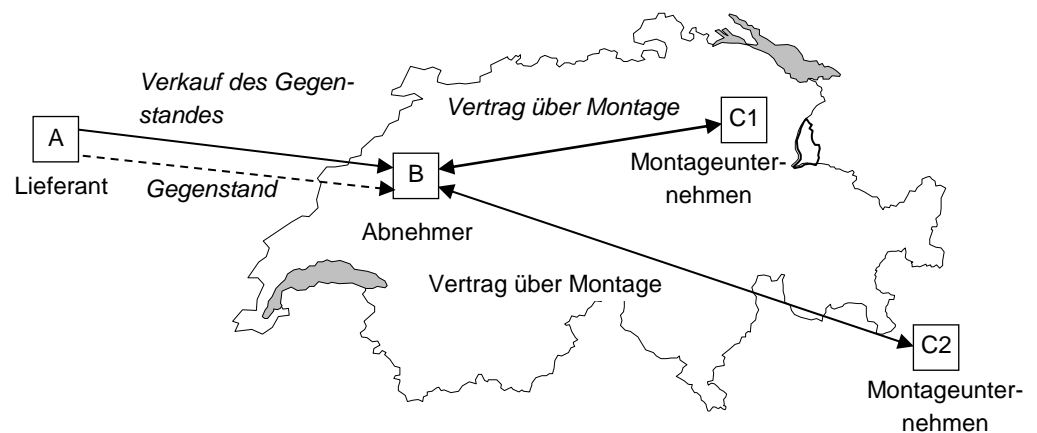 Verkauf des Gegen-
standes
Vertrag über Montage
A
C1
B
Lieferant
Gegenstand
Montageunter-
nehmen
Abnehmer
Vertrag über Montage
C2
Montageunter-
nehmen